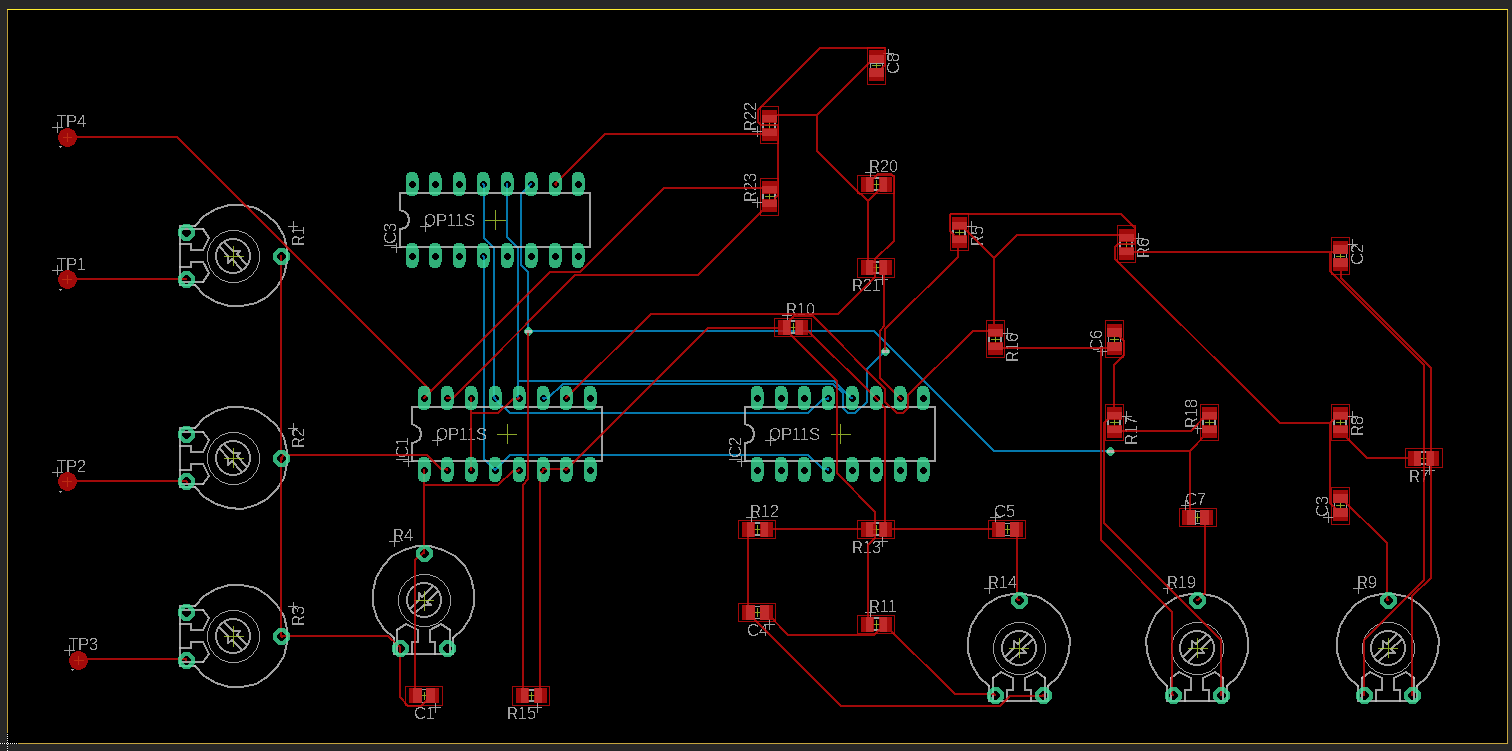 C8
R22
TP4
R20
R23
R1
OP11S
IC3
R5
R6
C2
TP1
R21
R10
R16
C6
R18
R17
R8
R2
OP11S
IC1
OP11S
IC2
TP2
R7
C7
C3
R12
C5
R4
R13
R14
R19
R9
R11
R3
C4
TP3
C1
R15